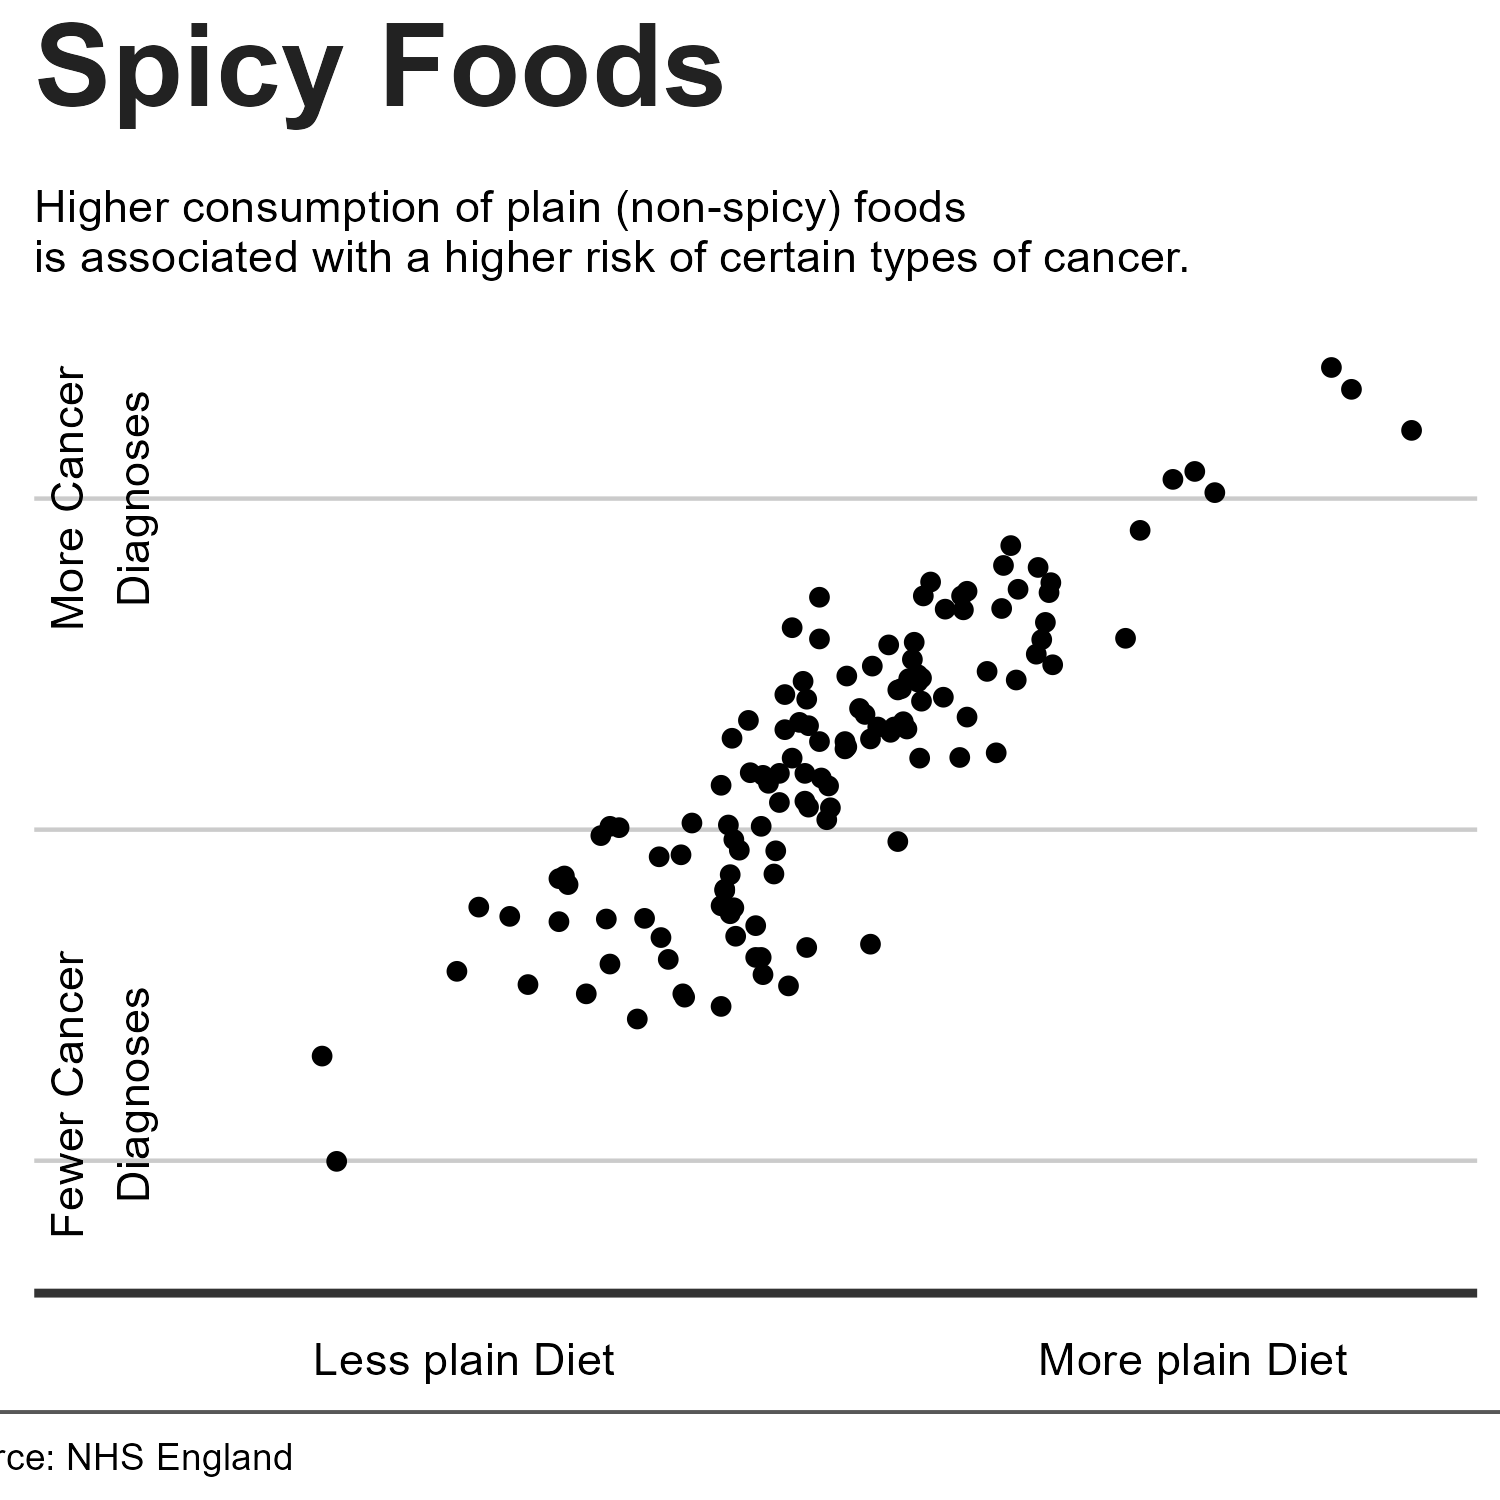 Spicy Foods
Higher consumption of plain (non-spicy) foods
is associated with a higher risk of certain types of cancer.
More Cancer
Diagnoses
Fewer Cancer
Diagnoses
Less plain Diet
More plain Diet
rce: NHS England